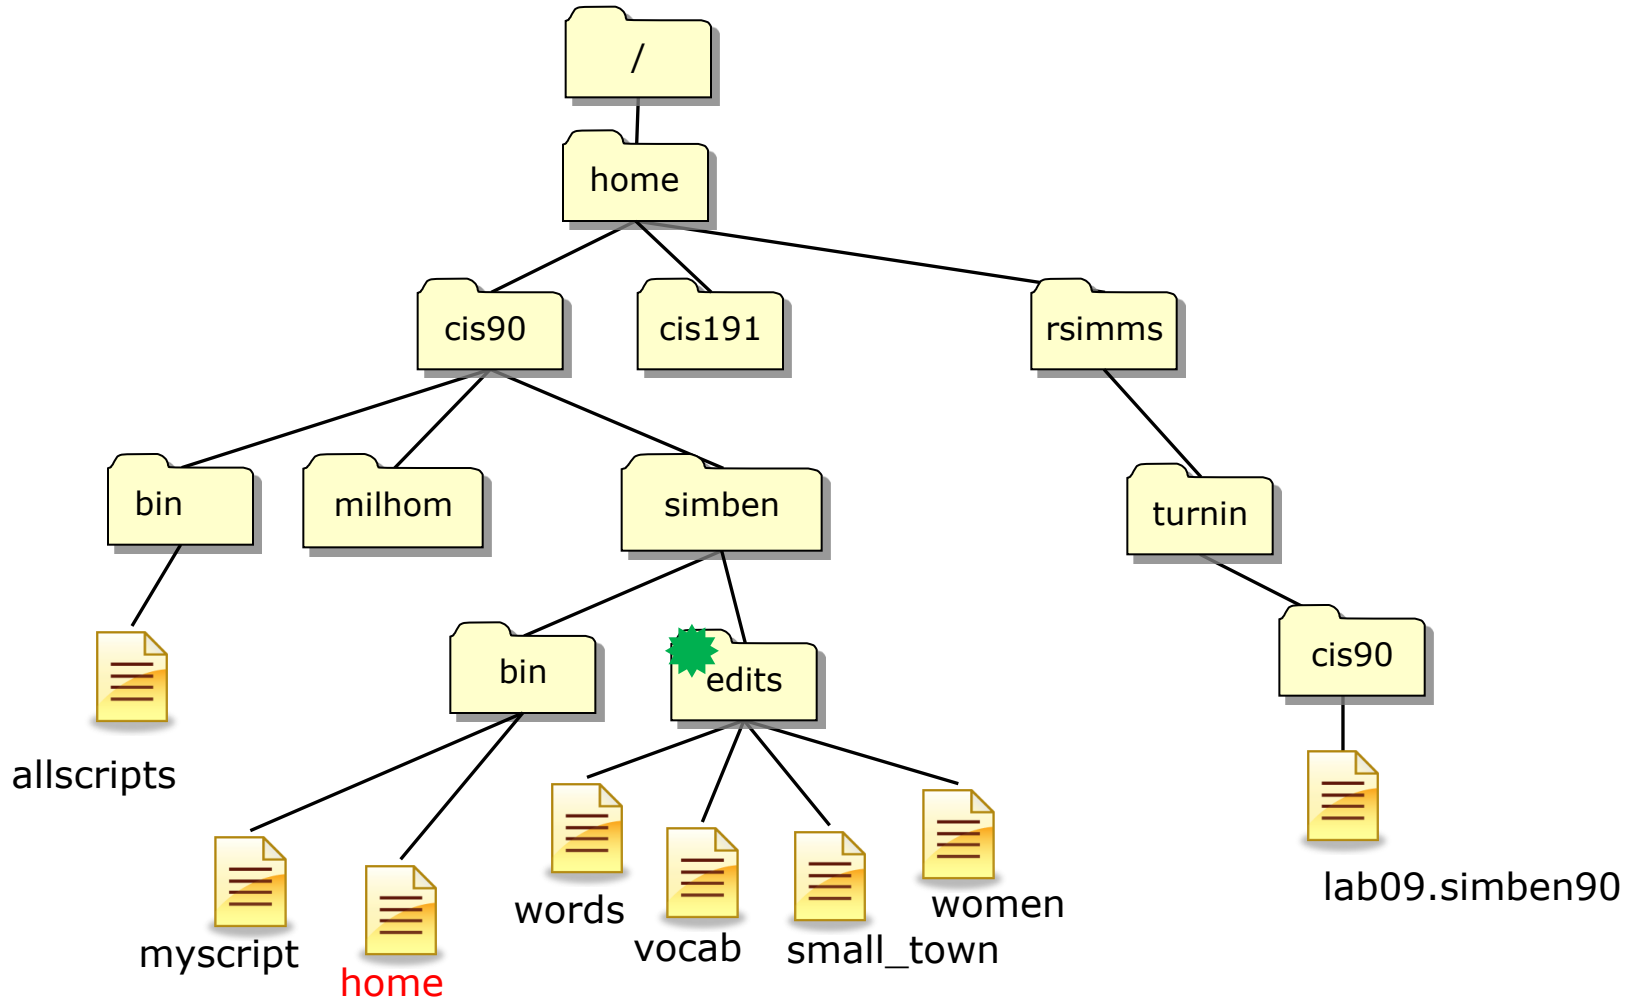 /
home
cis90
cis191
rsimms
bin
milhom
simben
turnin
bin
edits
cis90
allscripts
words
women
lab09.simben90
myscript
vocab
small_town
home